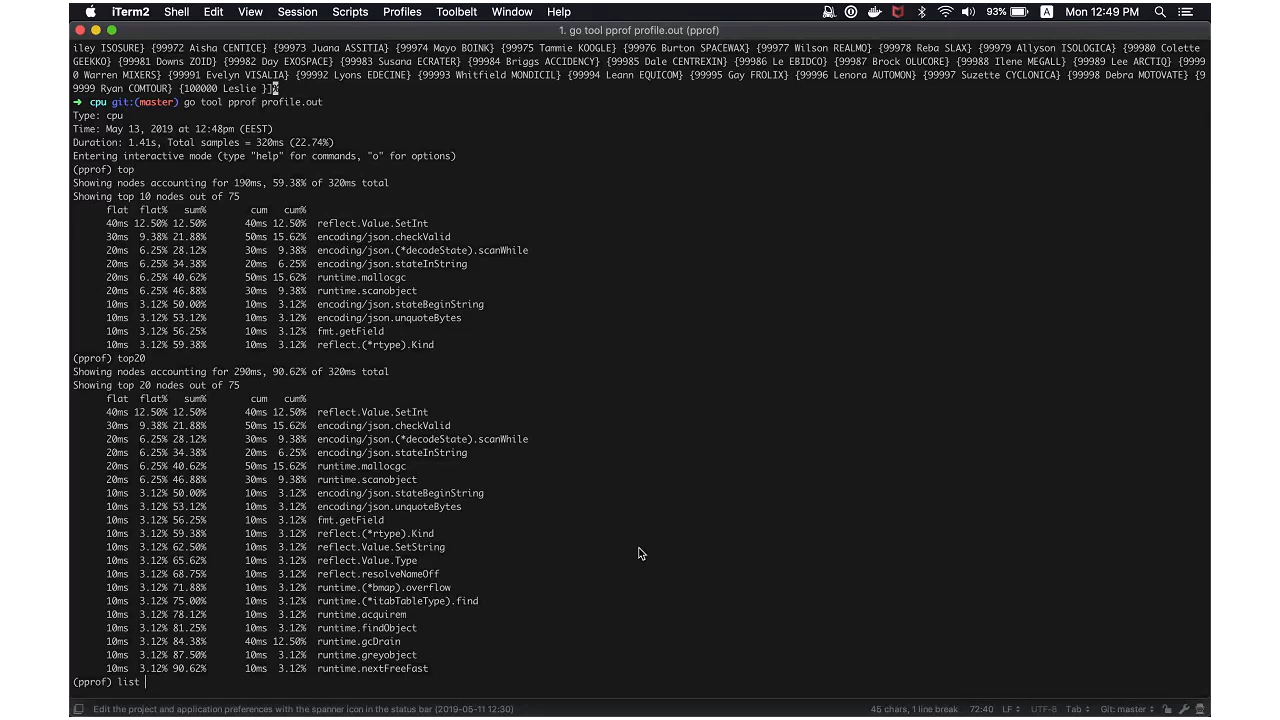 iTerm2 Shell Edit View Session Scripts Profiles Toolbelt Window Help 93% A Mon 12:49 PM
1. go tool pprof profile.out (pprof)
iley ISOSURE} {99972 Aisha CENTICE} {99973 Juana ASSITIA} {99974 Mayo BOINK} {99975 Tammie KOOGLE} {99976 Burton SPACEWAX} {99977 Wilson REALMO} {99978 Reba SLAX} {99979 Allyson ISOLOGICA} {99980 Colette
GEEKKO} {99981 Downs ZOID} {99982 Day EXOSPACE} {99983 Susana ECRATER} {99984 Briggs ACCIDENCY} {99985 Dale CENTREXIN} {99986 Le EBIDCO} {99987 Brock OLUCORE} {99988 Ilene MEGALL} {99989 Lee ARCTIQ} {9999
0 Warren MIXERS} {99991 Evelyn VISALIA} {99992 Lyons EDECINE} {99993 Whitfield MONDICIL} {99994 Leann EQUICOM} {99995 Gay FROLIX} {99996 Lenora AUTOMON} {99997 Suzette CYCLONICA} {99998 Debra MOTOVATE} {9
9999 Ryan COMTOUR} {100000 Leslie }]%
➜ cpu git:(master) go tool pprof profile.out
Type: cpu
Time: May 13, 2019 at 12:48pm (EEST)
Duration: 1.41s, Total samples = 320ms (22.74%)
Entering interactive mode (type "help" for commands, "o" for options)
(pprof) top
Showing nodes accounting for 190ms, 59.38% of 320ms total
Showing top 10 nodes out of 75
flat flat% sum% cum cum%
40ms 12.50% 12.50% 40ms 12.50% reflect.Value.SetInt
30ms 9.38% 21.88% 50ms 15.62% encoding/json.checkValid
20ms 6.25% 28.12% 30ms 9.38% encoding/json.(*decodeState).scanWhile
20ms 6.25% 34.38% 20ms 6.25% encoding/json.stateInString
20ms 6.25% 40.62% 50ms 15.62% runtime.mallocgc
20ms 6.25% 46.88% 30ms 9.38% runtime.scanobject
10ms 3.12% 50.00% 10ms 3.12% encoding/json.stateBeginString
10ms 3.12% 53.12% 10ms 3.12% encoding/json.unquoteBytes
10ms 3.12% 56.25% 10ms 3.12% fmt.getField
10ms 3.12% 59.38% 10ms 3.12% reflect.(*rtype).Kind
(pprof) top20
Showing nodes accounting for 290ms, 90.62% of 320ms total
Showing top 20 nodes out of 75
flat flat% sum% cum cum%
40ms 12.50% 12.50% 40ms 12.50% reflect.Value.SetInt
30ms 9.38% 21.88% 50ms 15.62% encoding/json.checkValid
20ms 6.25% 28.12% 30ms 9.38% encoding/json.(*decodeState).scanWhile
20ms 6.25% 34.38% 20ms 6.25% encoding/json.stateInString
20ms 6.25% 40.62% 50ms 15.62% runtime.mallocgc
20ms 6.25% 46.88% 30ms 9.38% runtime.scanobject
10ms 3.12% 50.00% 10ms 3.12% encoding/json.stateBeginString
10ms 3.12% 53.12% 10ms 3.12% encoding/json.unquoteBytes
10ms 3.12% 56.25% 10ms 3.12% fmt.getField
10ms 3.12% 59.38% 10ms 3.12% reflect.(*rtype).Kind
10ms 3.12% 62.50% 10ms 3.12% reflect.Value.SetString
10ms 3.12% 65.62% 10ms 3.12% reflect.Value.Type
10ms 3.12% 68.75% 10ms 3.12% reflect.resolveNameOff
10ms 3.12% 71.88% 10ms 3.12% runtime.(*bmap).overflow
10ms 3.12% 75.00% 10ms 3.12% runtime.(*itabTableType).find
10ms 3.12% 78.12% 10ms 3.12% runtime.acquirem
10ms 3.12% 81.25% 10ms 3.12% runtime.findObject
10ms 3.12% 84.38% 40ms 12.50% runtime.gcDrain
10ms 3.12% 87.50% 10ms 3.12% runtime.greyobject
10ms 3.12% 90.62% 10ms 3.12% runtime.nextFreeFast
(pprof) list
Edit the project and application preferences with the spanner icon in the status bar (2019-05-11 12:30) 45 chars, 1 line break 72:40 LF UTF-8 Tab Git: master